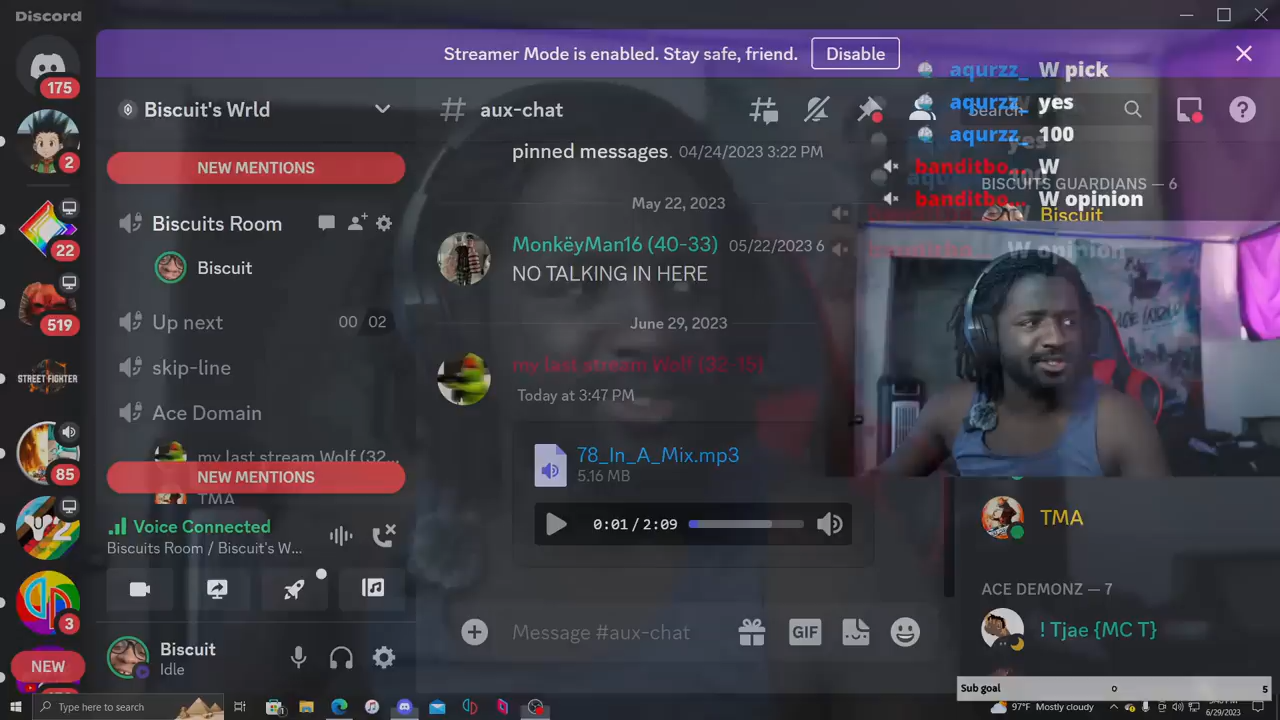 Discord
Streamer Mode is enabled. Stay safe, friend.
Disable
175
2
22
519
STREET FIGHTER
85
3
NEW
Biscuit's Wrld
NEW MENTIONS
Biscuits Room
Biscuit
Up next
00 02
skip-line
Ace Domain
my last stream Wolf (32...
NEW MENTIONS
TMA
Voice Connected
Biscuits Room / Biscuit's W...
Biscuit
Idle
# aux-chat
Search
pinned messages. 04/24/2023 3:22 PM
May 22, 2023
MonkëyMan16 (40-33) 05/22/2023 6
NO TALKING IN HERE
June 29, 2023
my last stream Wolf (32-15)
Today at 3:47 PM
78_In_A_Mix.mp3
5.16 MB
0:01 / 2:09
Message #aux-chat
GIF
aqurzz_ W pick
aqurzz_ yes
aqurzz_ 100
banditbo... W
banditbo... W opinion
BISCUITS GUARDIANS — 6
Biscuit
W opinion
TMA
ACE DEMONZ — 7
! Tjae {MC T}
Sub goal 0 5
Type here to search
97°F Mostly cloudy
6/29/2023